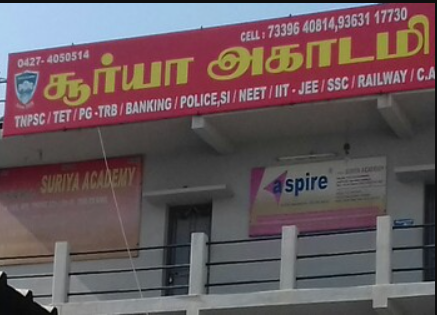 0427- 4050514
CELL : 73396 40814,93631 17730
சூர்யா அகாடமி
TNPSC / TET / PG -TRB / BANKING / POLICE,SI / NEET / IIT - JEE / SSC / RAILWAY / C.A
SURIYA ACADEMY
aspire